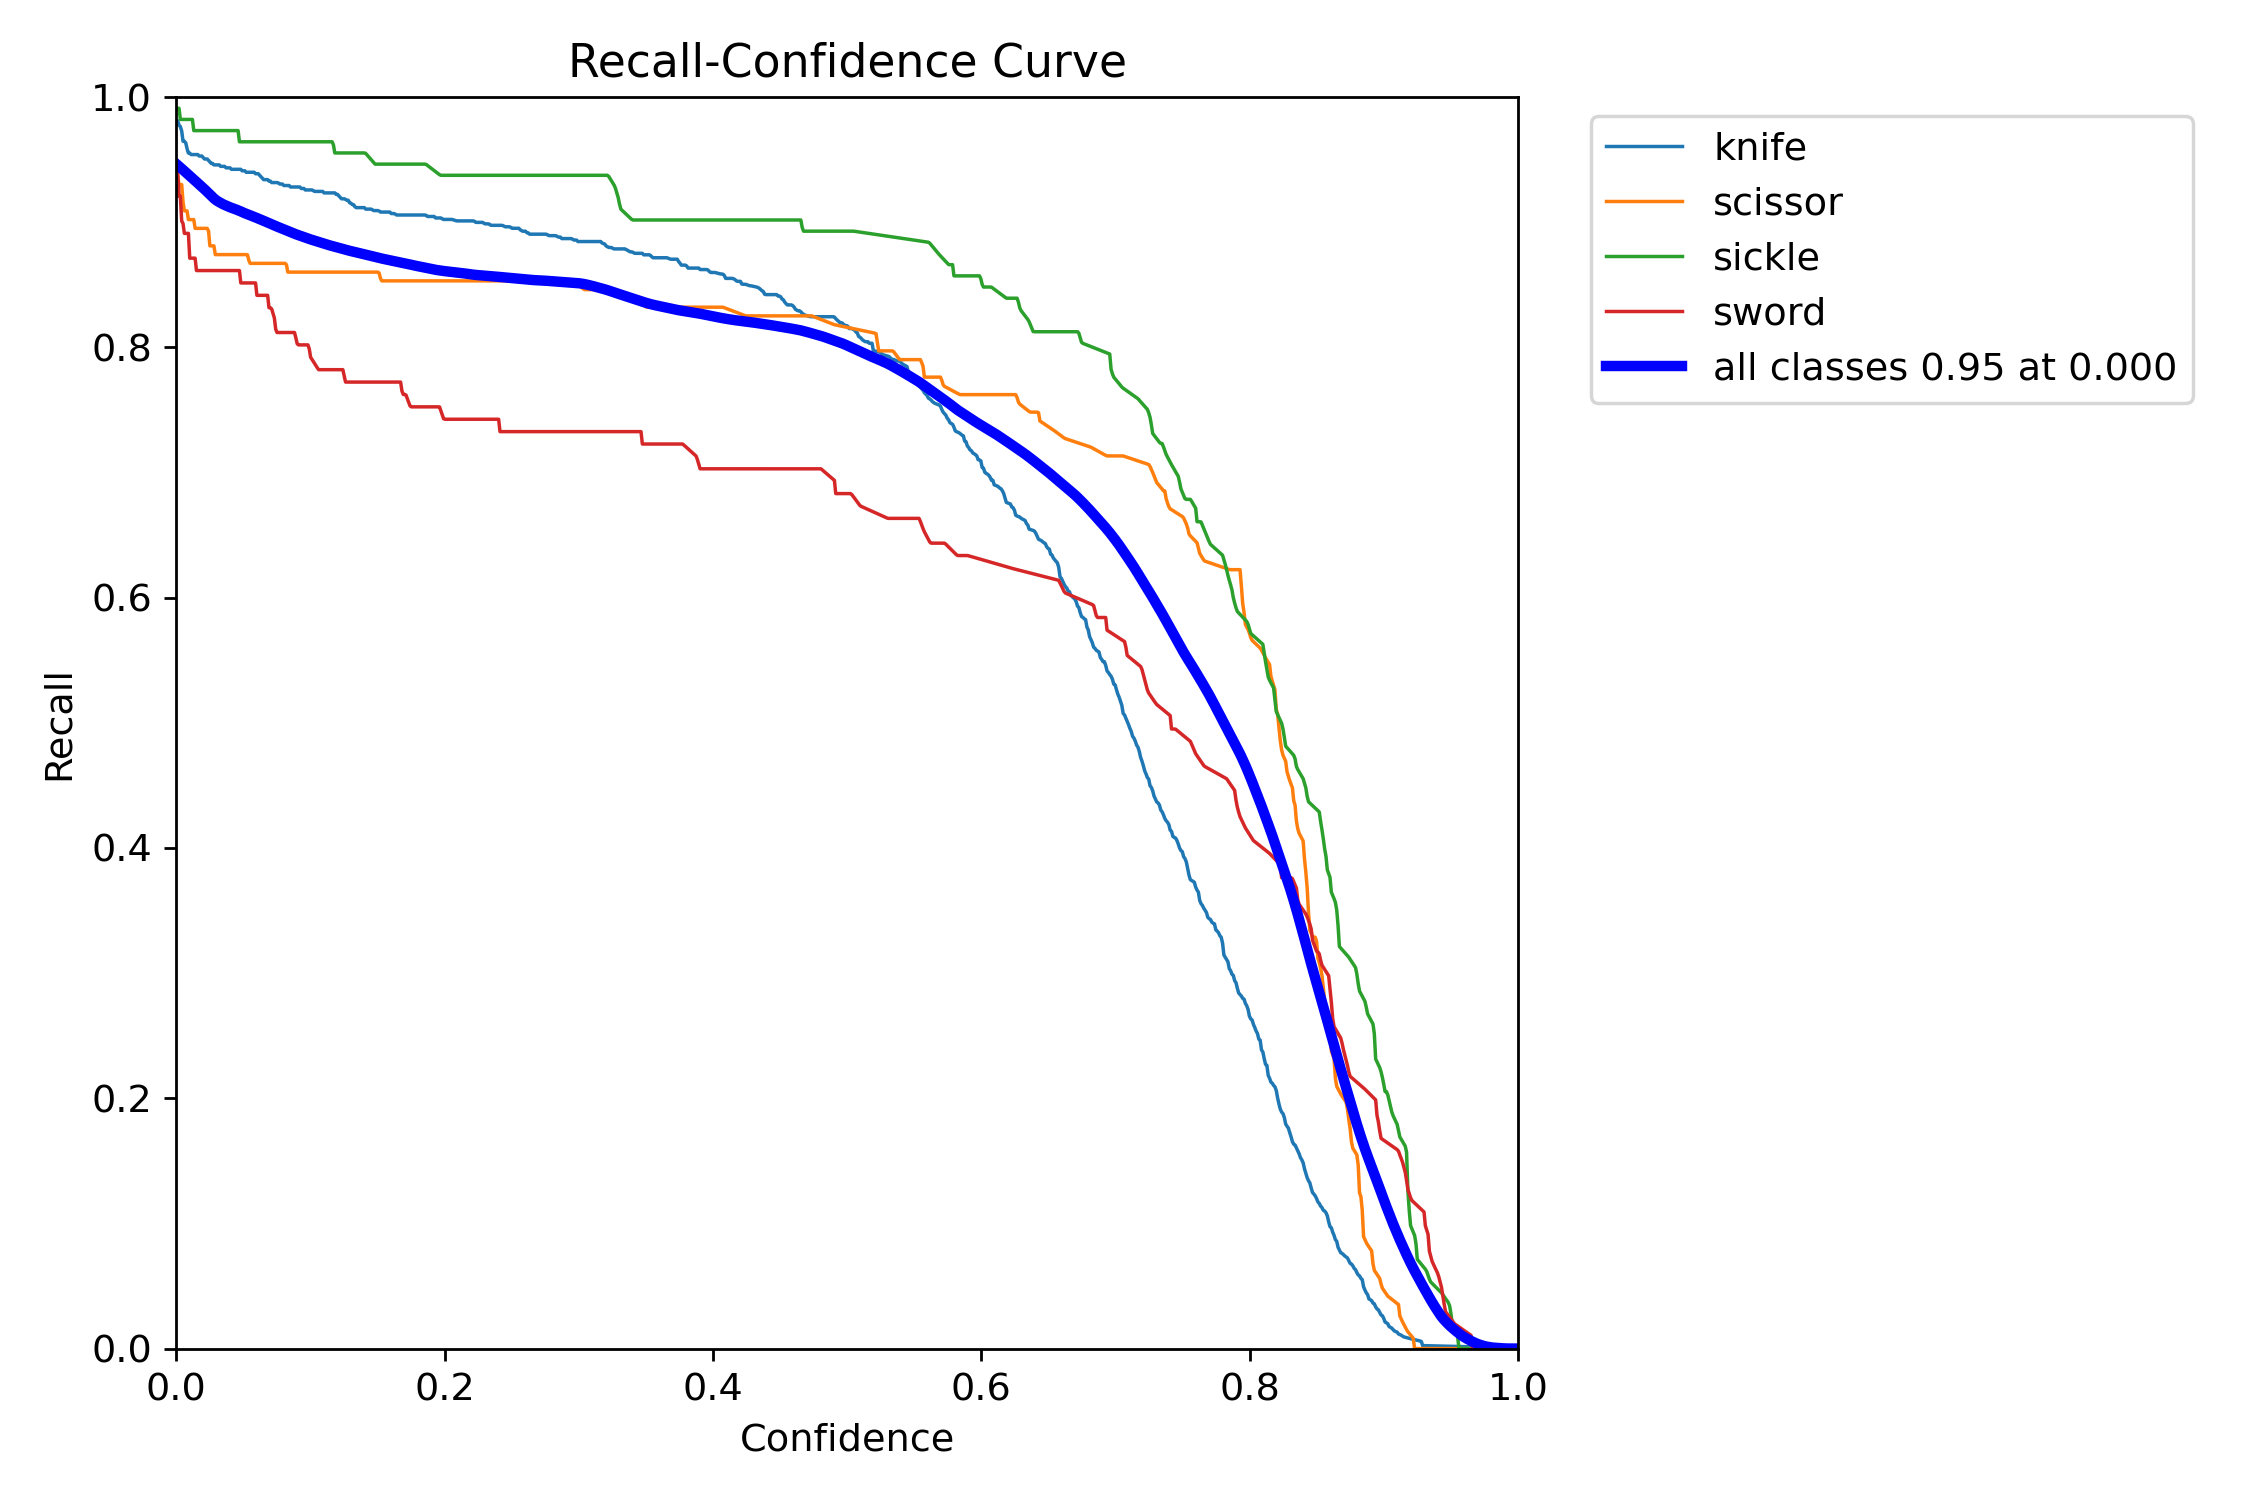 Recall-Confidence Curve
1.0
0.8
0.6
0.4
0.2
0.0
Recall
0.0 0.2 0.4 0.6 0.8 1.0
Confidence
knife
scissor
sickle
sword
all classes 0.95 at 0.000